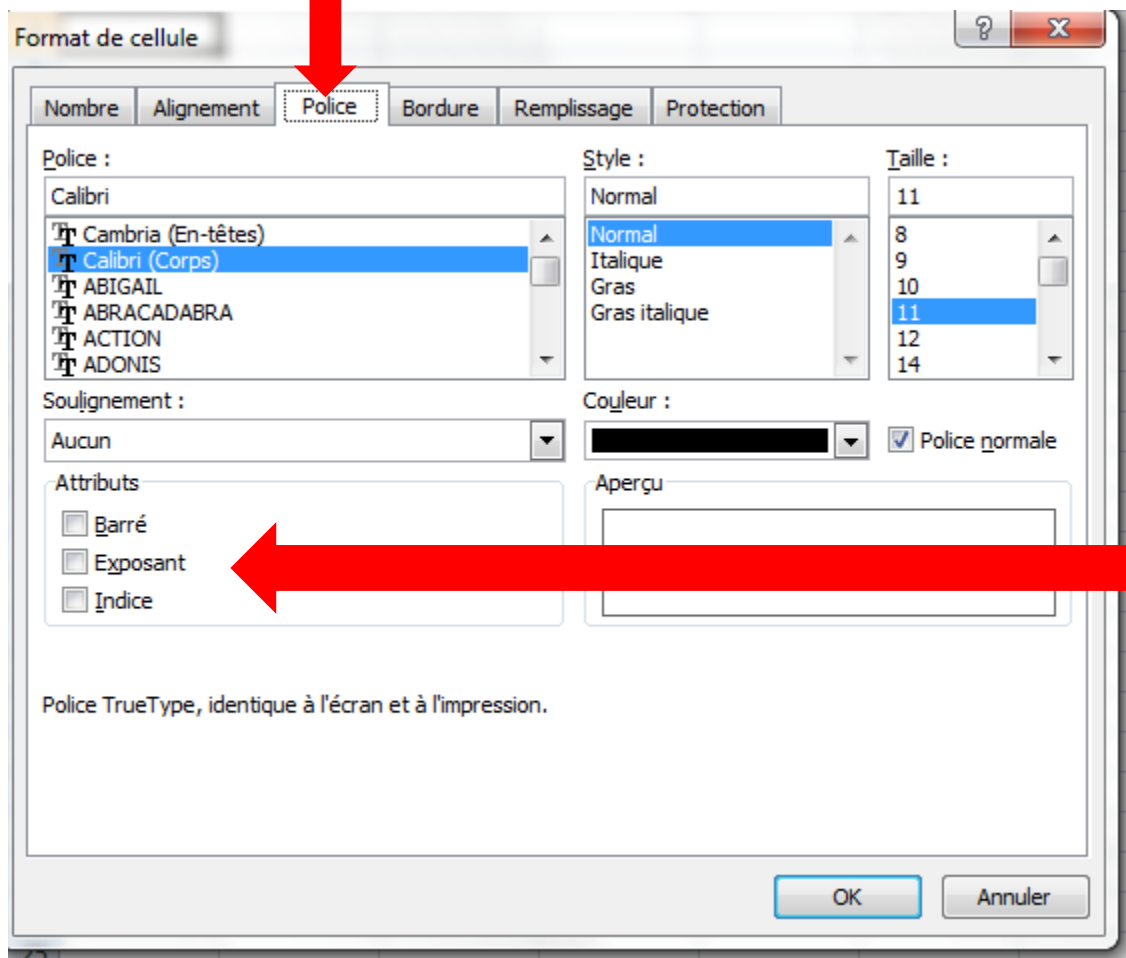 Format de cellule
Nombre Alignement Police Bordure Remplissage Protection
Police : Style : Taille :
Calibri Normal 11
Cambria (En-têtes) Normal 8
Calibri (Corps) Italique 9
ABIGAIL Gras 10
ABRACADABRA Gras italique 11
ACTION 12
ADONIS 14
Soulignement : Couleur :
Aucun Police normale
Attributs Aperçu
Barré
Exposant
Indice
Police TrueType, identique à l'écran et à l'impression.
OK Annuler